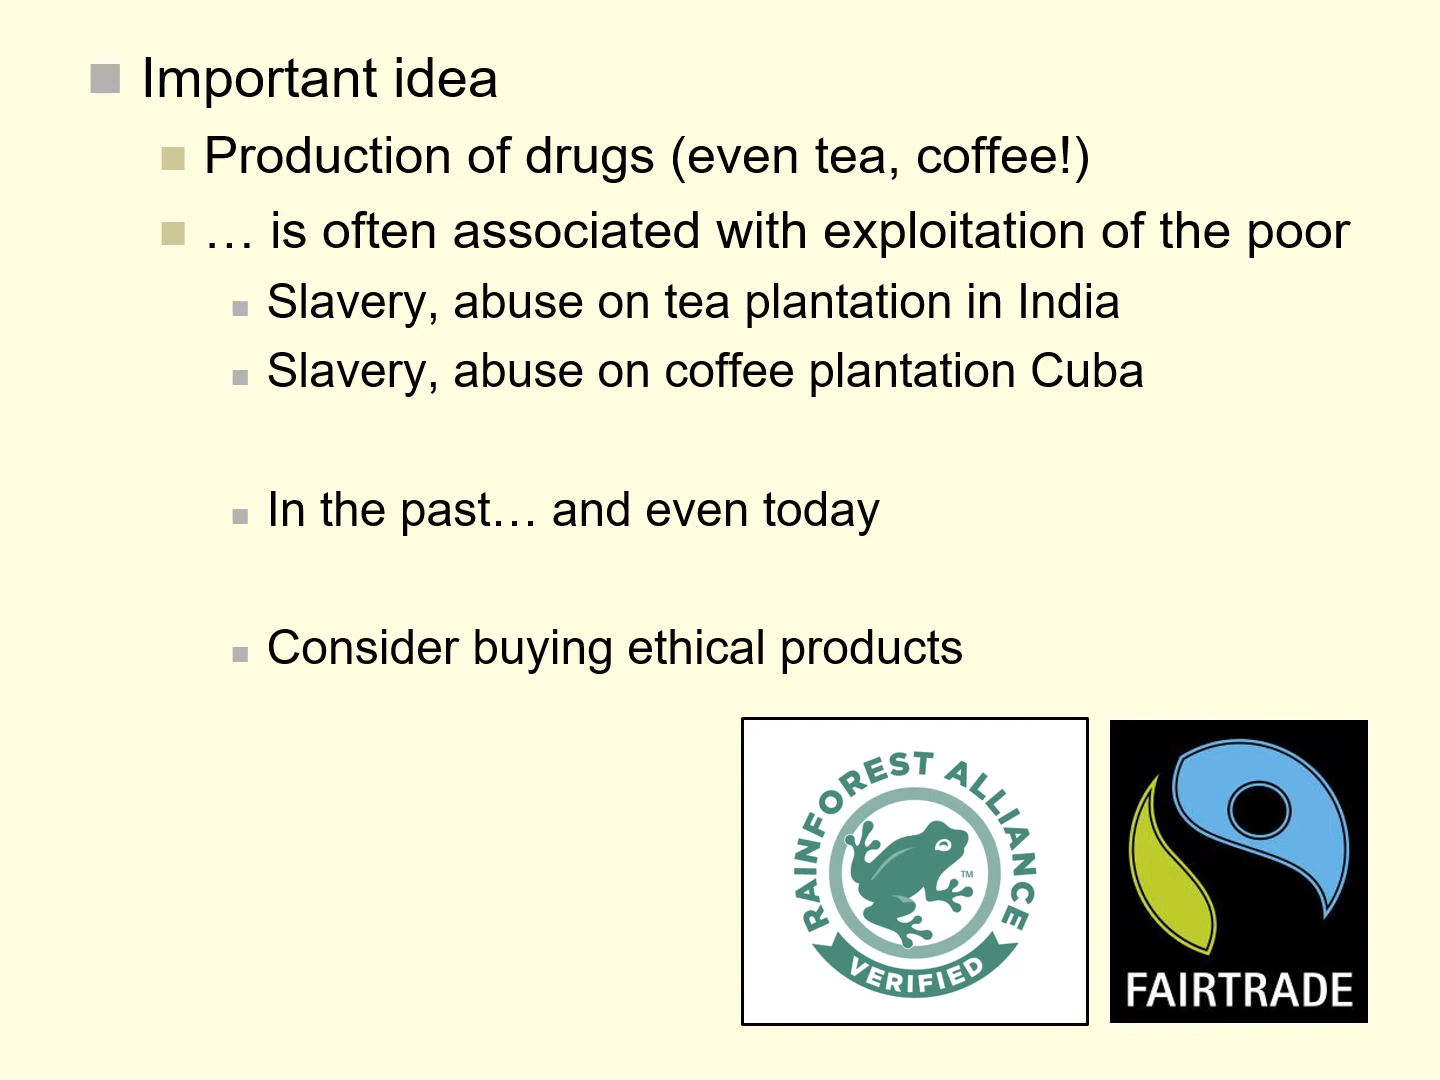 Important idea
Production of drugs (even tea, coffee!)
… is often associated with exploitation of the poor
Slavery, abuse on tea plantation in India
Slavery, abuse on coffee plantation Cuba
In the past… and even today
Consider buying ethical products
RAINFOREST ALLIANCE
TM
VERIFIED
FAIRTRADE